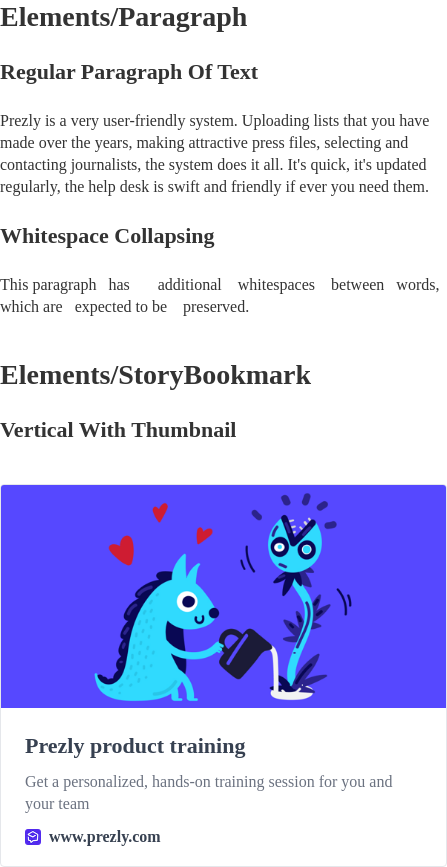 Elements/Paragraph
Regular Paragraph Of Text
Prezly is a very user-friendly system. Uploading lists that you have
made over the years, making attractive press files, selecting and
contacting journalists, the system does it all. It's quick, it's updated
regularly, the help desk is swift and friendly if ever you need them.
Whitespace Collapsing
This paragraph   has       additional    whitespaces    between   words,
which are   expected to be    preserved.
Elements/StoryBookmark
Vertical With Thumbnail
Prezly product training
Get a personalized, hands-on training session for you and
your team
www.prezly.com